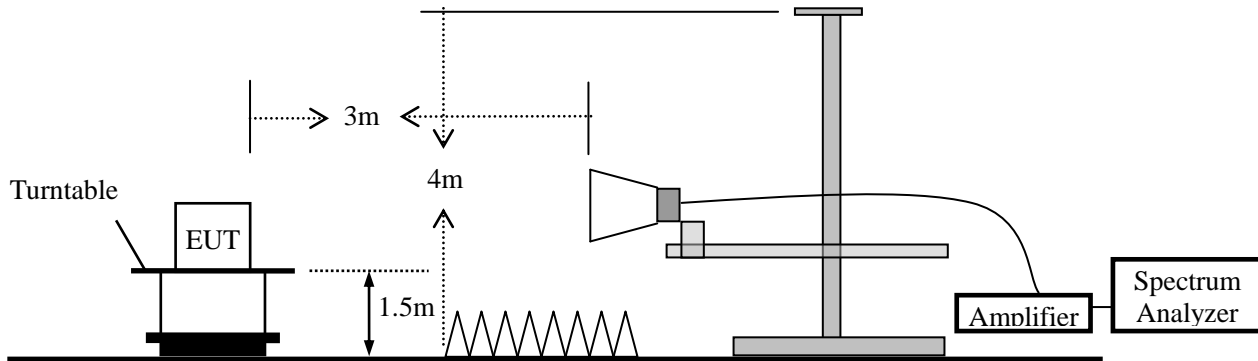 3m
4m
Turntable
EUT
1.5m
Amplifier
Spectrum
Analyzer